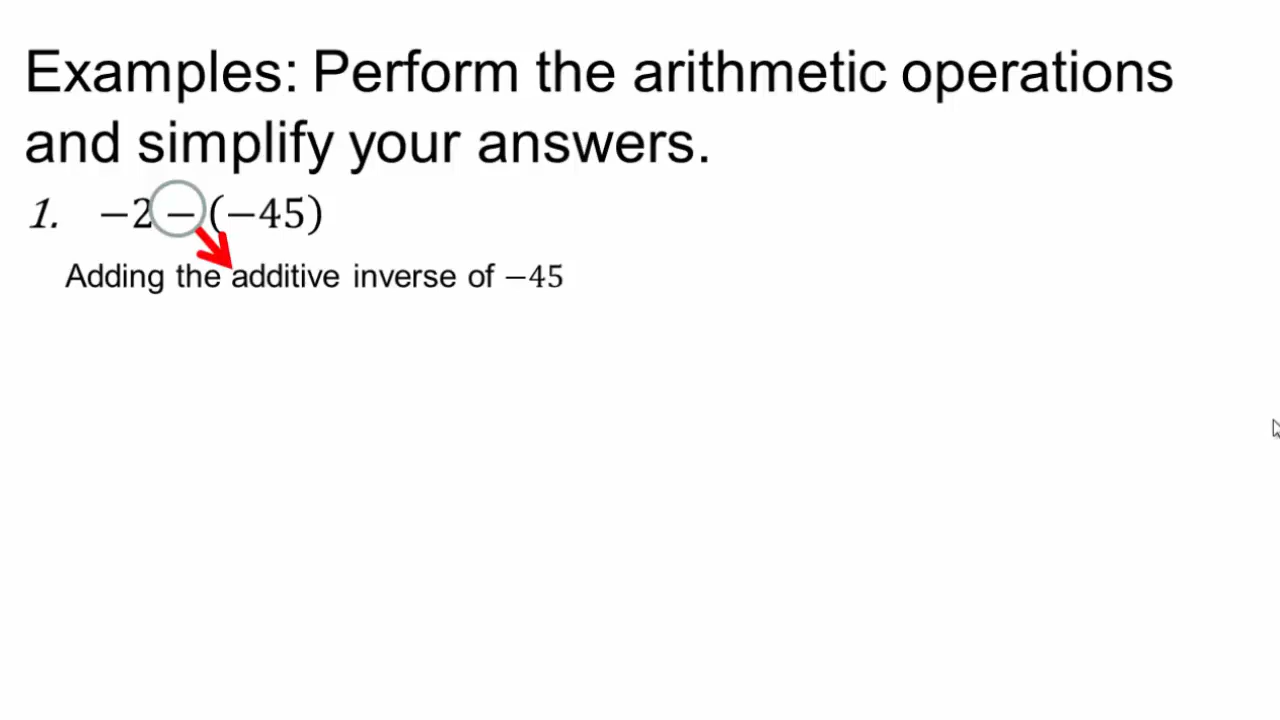 Examples: Perform the arithmetic operations
and simplify your answers.
1. −2 − (−45)
Adding the additive inverse of −45